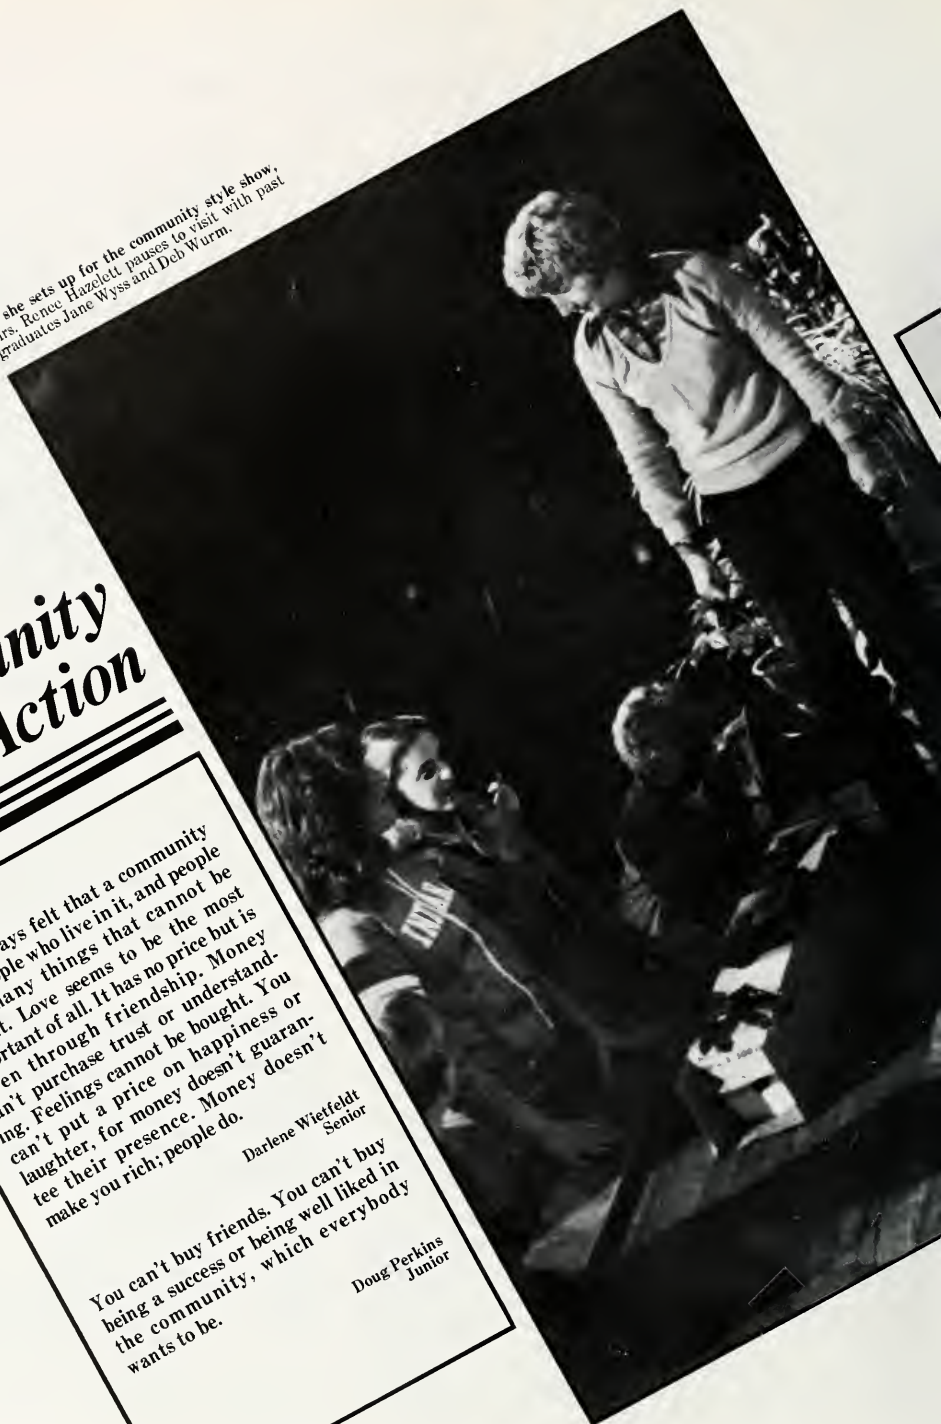 she sets up for the community style show,
rs. Renee Hazelett pauses to visit with past
graduates Jane Wyss and Deb Wurm.
unity
Action
ays felt that a community
ple who live in it, and people
many things that cannot be
t. Love seems to be the most
rtant of all. It has no price but is
en through friendship. Money
n't purchase trust or understand-
ng. Feelings cannot be bought. You
can't put a price on happiness or
laughter, for money doesn't guaran-
tee their presence. Money doesn't
make you rich; people do.
Darlene Wietfeldt
Senior
You can't buy friends. You can't buy
being a success or being well liked in
the community, which everybody
wants to be.
Doug Perkins
Junior
INDIAN